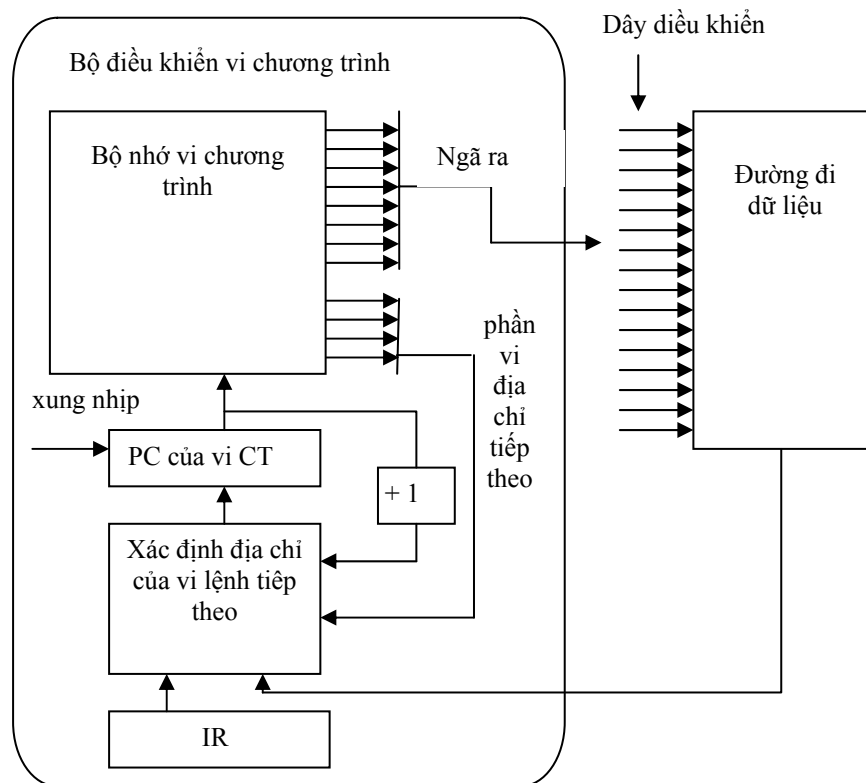 Dây diều khiển
Bộ điều khiển vi chương trình
Bộ nhớ vi chương
trình
Ngã ra
Đường đi
dữ liệu
phần
vi
địa
chỉ
tiếp
theo
xung nhịp
PC của vi CT
+ 1
Xác định địa chỉ
của vi lệnh tiêp
theo
IR